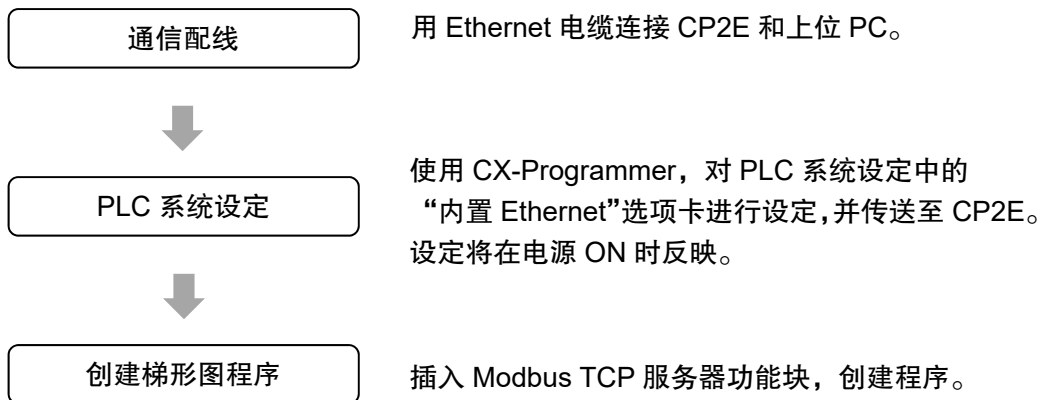 通信配线
用 Ethernet 电缆连接 CP2E 和上位 PC。
PLC 系统设定
使用 CX-Programmer，对 PLC 系统设定中的
“内置 Ethernet”选项卡进行设定，并传送至 CP2E。
设定将在电源 ON 时反映。
创建梯形图程序
插入 Modbus TCP 服务器功能块，创建程序。